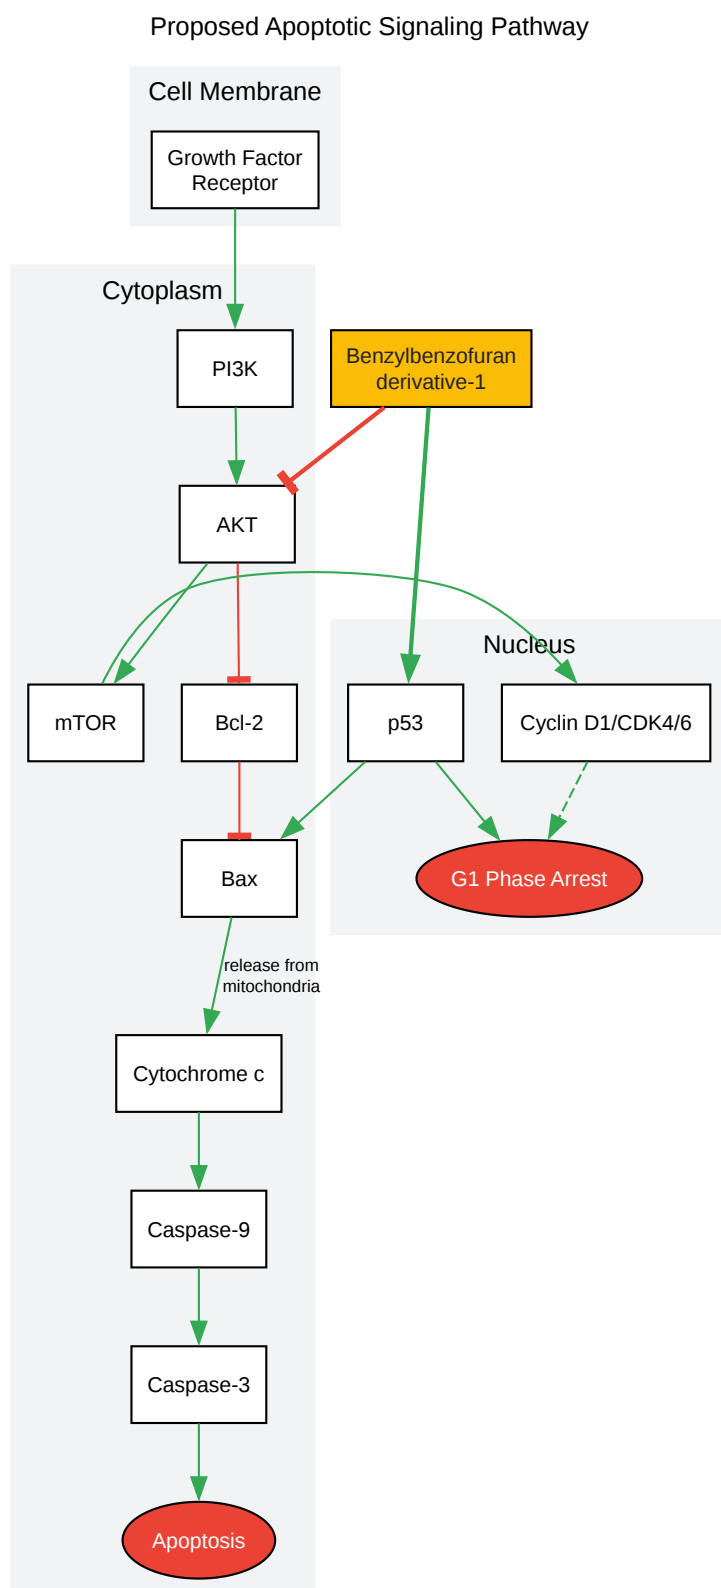 Proposed Apoptotic Signaling Pathway
Cell Membrane
Growth Factor
Receptor
Cytoplasm
PI3K
Benzylbenzofuran
derivative-1
AKT
Nucleus
mTOR
Bcl-2
p53
Cyclin D1/CDK4/6
Bax
G1 Phase Arrest
release from
mitochondria
Cytochrome c
Caspase-9
Caspase-3
Apoptosis